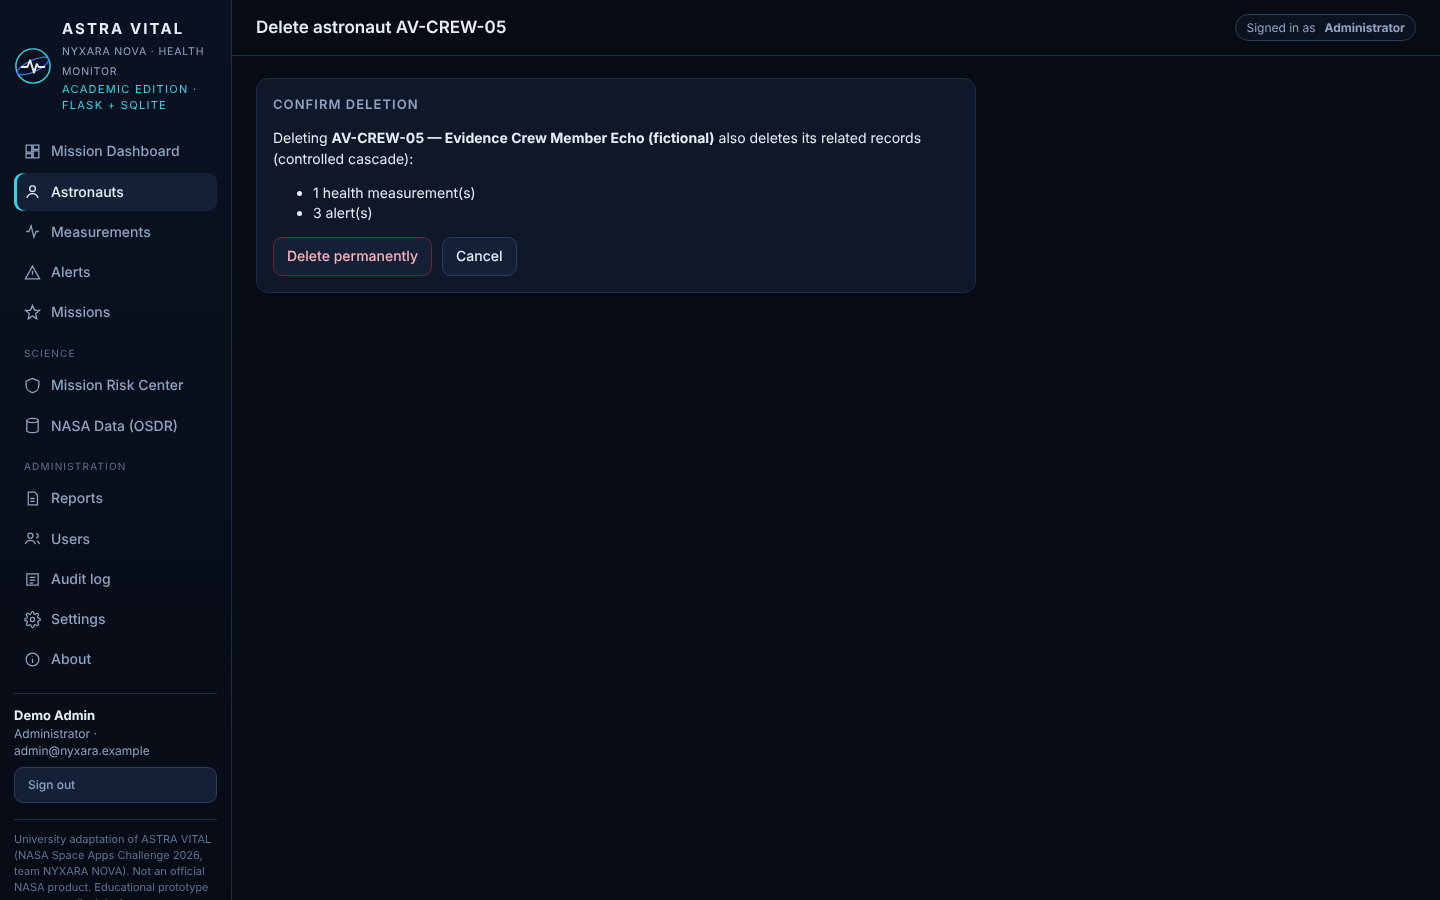 ASTRA VITAL
NYXARA NOVA · HEALTH
MONITOR
ACADEMIC EDITION ·
FLASK + SQLITE
Mission Dashboard
Astronauts
Measurements
Alerts
Missions
SCIENCE
Mission Risk Center
NASA Data (OSDR)
ADMINISTRATION
Reports
Users
Audit log
Settings
About
Demo Admin
Administrator ·
admin@nyxara.example
Sign out
University adaptation of ASTRA VITAL
(NASA Space Apps Challenge 2026,
team NYXARA NOVA). Not an official
NASA product. Educational prototype
Delete astronaut AV-CREW-05
Signed in as Administrator
CONFIRM DELETION
Deleting AV-CREW-05 — Evidence Crew Member Echo (fictional) also deletes its related records
(controlled cascade):
• 1 health measurement(s)
• 3 alert(s)
Delete permanently
Cancel